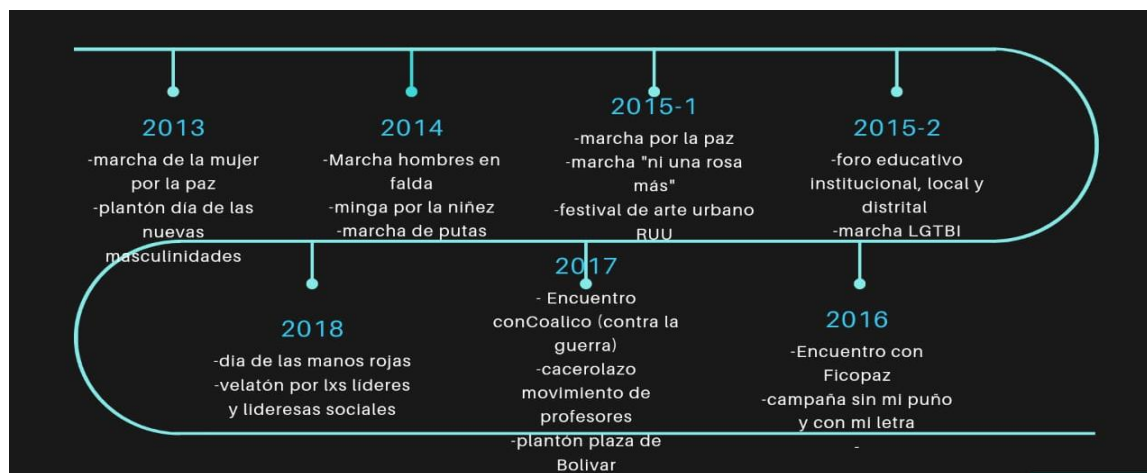 2013
-marcha de la mujer
por la paz
-plantón día de las
nuevas
masculinidades
2014
-Marcha hombres en
falda
-minga por la niñez
-marcha de putas
2015-1
-marcha por la paz
-marcha "ni una rosa
más"
-festival de arte urbano
RUU
2015-2
-foro educativo
institucional, local y
distrital
-marcha LGTBI
2016
-Encuentro con
Ficopaz
-campaña sin mi puño
y con mi letra
-
2017
- Encuentro
conCoalico (contra la
guerra)
-cacerolazo
movimiento de
profesores
-plantón plaza de
Bolivar
2018
-dia de las manos rojas
-velatón por lxs líderes
y lideresas sociales